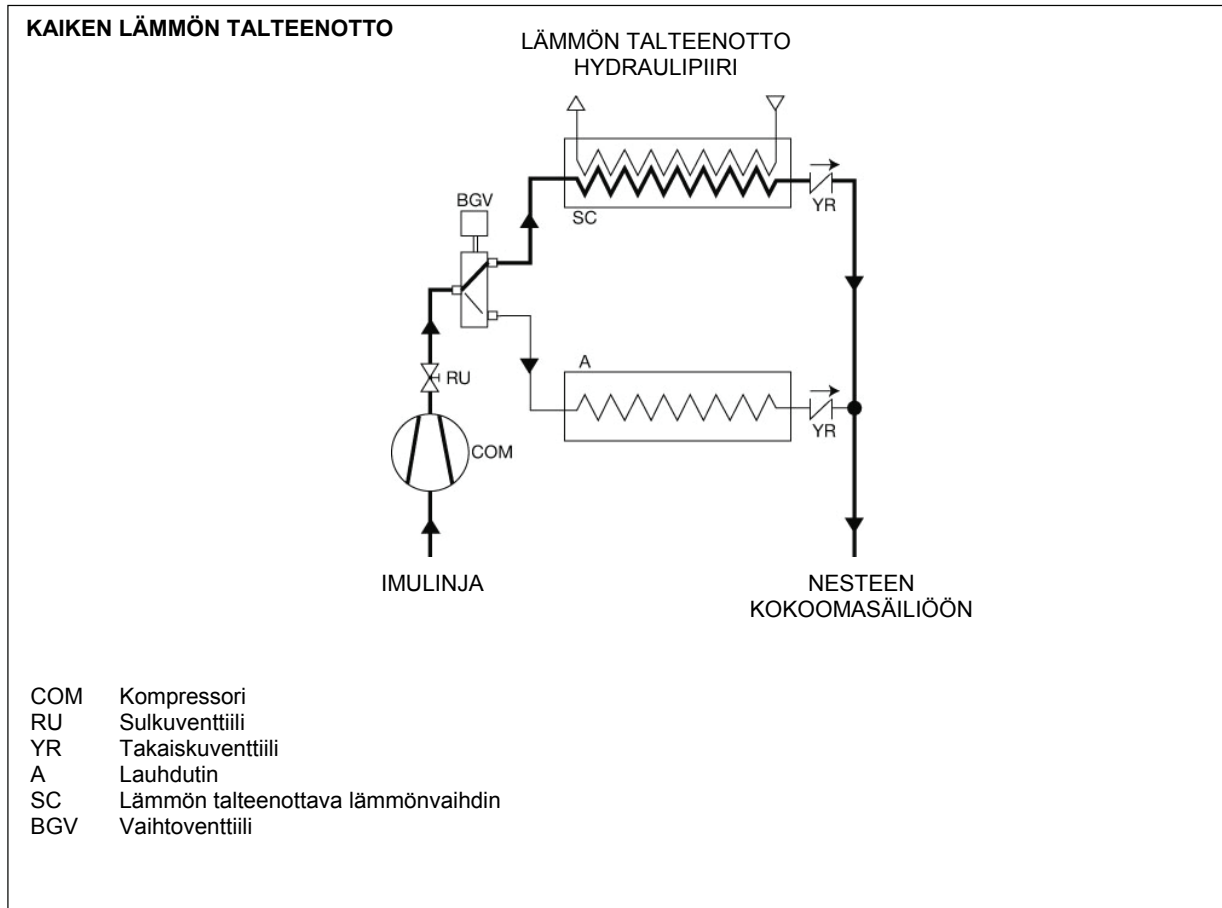 KAIKEN LÄMMÖN TALTEENOTTO
LÄMMÖN TALTEENOTTO
HYDRAULIPIIRI
BGV
SC
YR
A
RU
YR
COM
IMULINJA
NESTEEN
KOKOOMASÄILIÖÖN
COM Kompressori
RU Sulkuventtiili
YR Takaiskuventtiili
A Lauhdutin
SC Lämmön talteenottava lämmönvaihdin
BGV Vaihtoventtiili